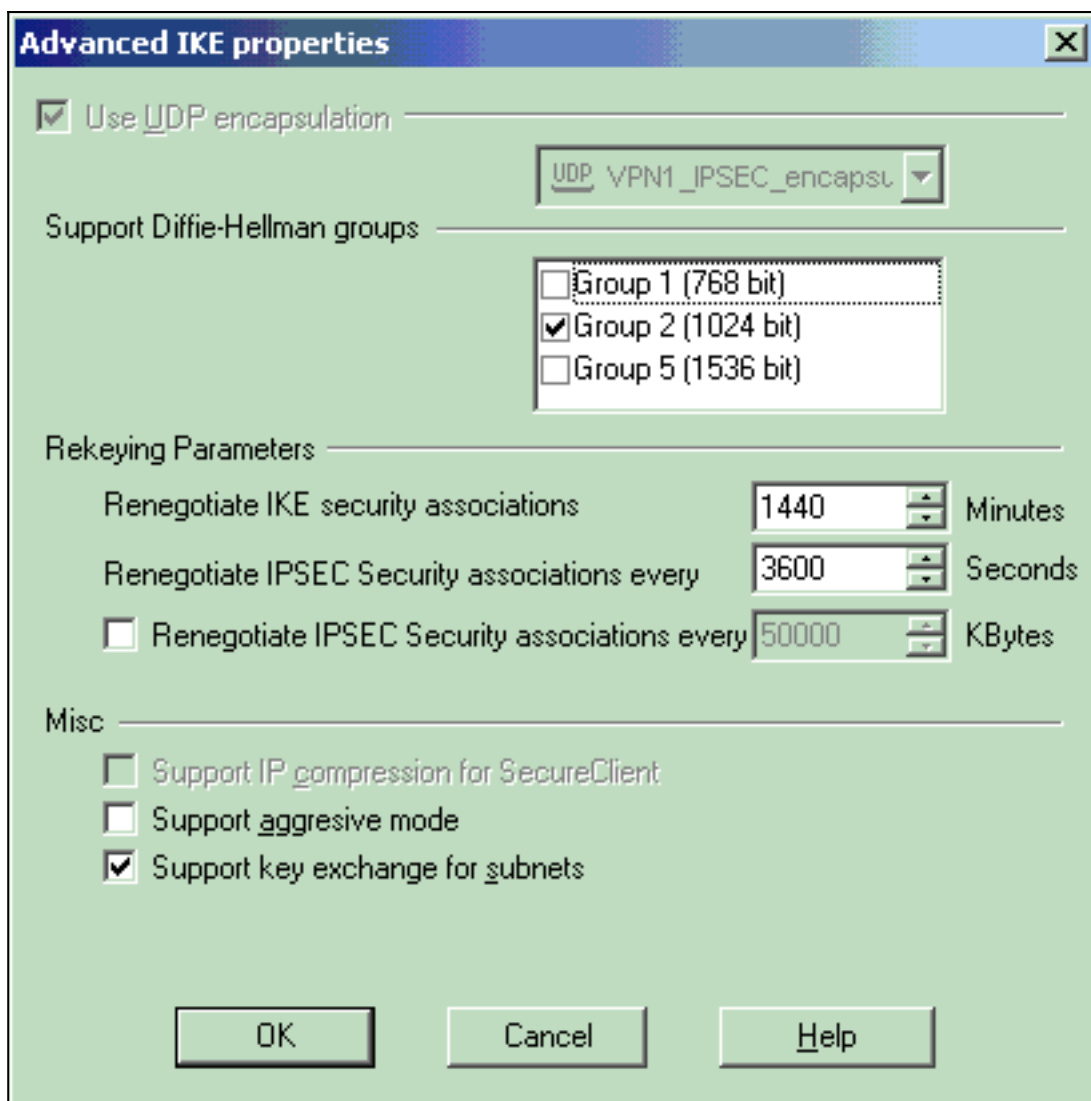 Advanced IKE properties
Use UDP encapsulation
UDP VPN1_IPSEC_encapsu
Support Diffie-Hellman groups
Group 1 (768 bit)
Group 2 (1024 bit)
Group 5 (1536 bit)
Rekeying Parameters
Renegotiate IKE security associations 1440 Minutes
Renegotiate IPSEC Security associations every 3600 Seconds
Renegotiate IPSEC Security associations every 50000 KBytes
Misc
Support IP compression for SecureClient
Support aggresive mode
Support key exchange for subnets
OK Cancel Help